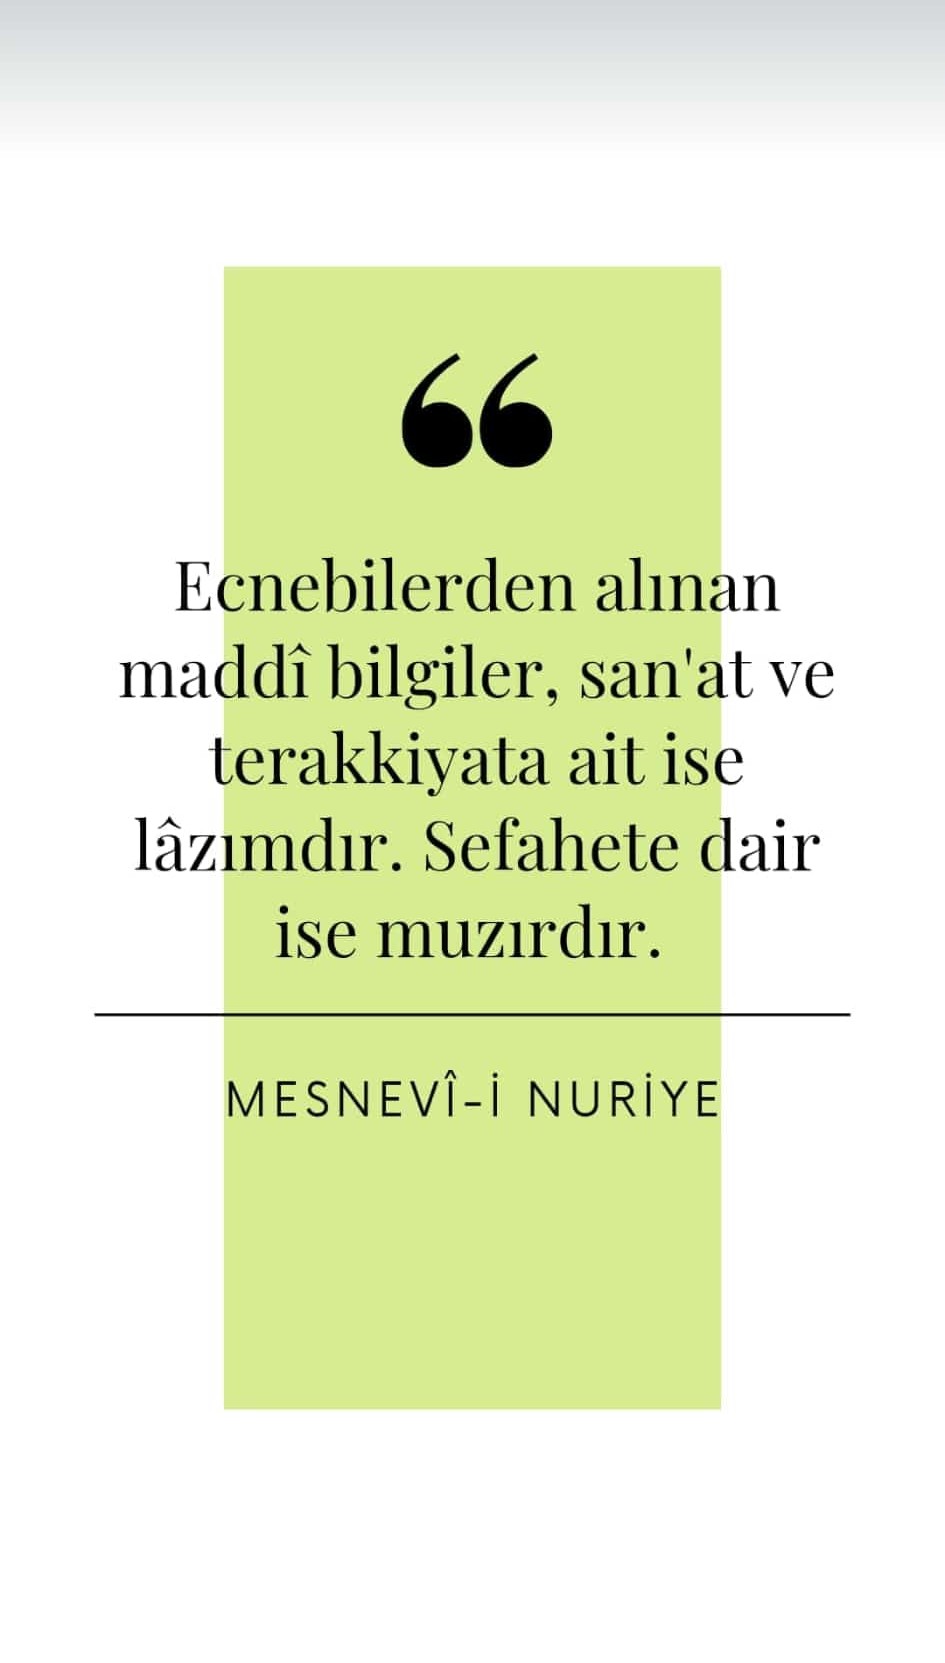 “
Ecnebilerden alınan
maddî bilgiler, san'at ve
terakkiyata ait ise
lâzımdır. Sefahete dair
ise muzırdır.
MESNEVÎ-İ NURİYE